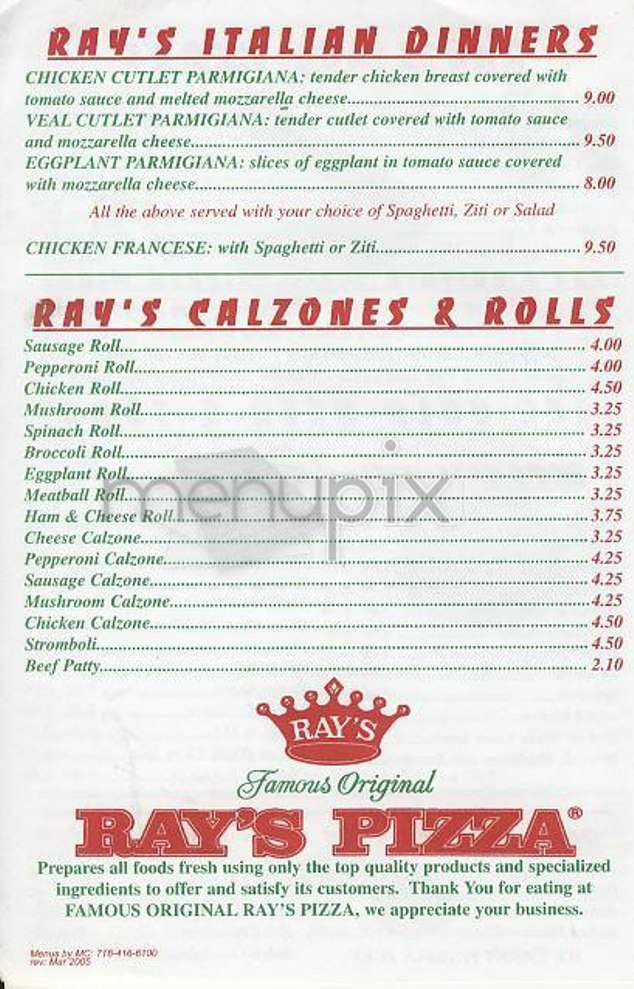 RAY'S ITALIAN DINNERS
CHICKEN CUTLET PARMIGIANA: tender chicken breast covered with
tomato sauce and melted mozzarella cheese.......................................................... 9.00
VEAL CUTLET PARMIGIANA: tender cutlet covered with tomato sauce
and mozzarella cheese.......................................................... 9.50
EGGPLANT PARMIGIANA: slices of eggplant in tomato sauce covered
with mozzarella cheese.......................................................... 8.00
All the above served with your choice of Spaghetti, Ziti or Salad
CHICKEN FRANCESE: with Spaghetti or Ziti.................................................. 9.50
RAY'S CALZONES & ROLLS
Sausage Roll.......................................................... 4.00
Pepperoni Roll.......................................................... 4.00
Chicken Roll.......................................................... 4.50
Mushroom Roll.......................................................... 3.25
Spinach Roll.......................................................... 3.25
Broccoli Roll.......................................................... 3.25
Eggplant Roll.......................................................... 3.25
Meatball Roll.......................................................... 3.25
menupix
Ham & Cheese Roll.......................................................... 3.75
Cheese Calzone.......................................................... 3.25
Pepperoni Calzone.......................................................... 4.25
Sausage Calzone.......................................................... 4.25
Mushroom Calzone.......................................................... 4.25
Chicken Calzone.......................................................... 4.50
Stromboli.......................................................... 4.50
Beef Patty.......................................................... 2.10
RAY'S
Famous Original
RAY'S PIZZA®
Prepares all foods fresh using only the top quality products and specialized
ingredients to offer and satisfy its customers. Thank You for eating at
FAMOUS ORIGINAL RAY'S PIZZA, we appreciate your business.
Menus by MC: 718-416-6100
rev: Mar 2005